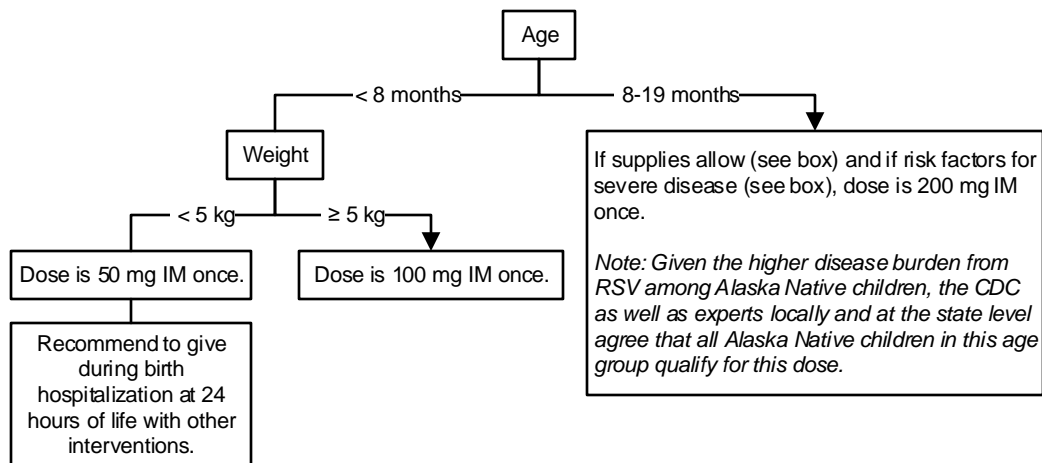 Age
< 8 months
8-19 months
Weight
If supplies allow (see box) and if risk factors for
severe disease (see box), dose is 200 mg IM
once.
Note: Given the higher disease burden from
RSV among Alaska Native children, the CDC
as well as experts locally and at the state level
agree that all Alaska Native children in this age
group qualify for this dose.
< 5 kg
≥ 5 kg
Dose is 50 mg IM once.
Dose is 100 mg IM once.
Recommend to give
during birth
hospitalization at 24
hours of life with other
interventions.